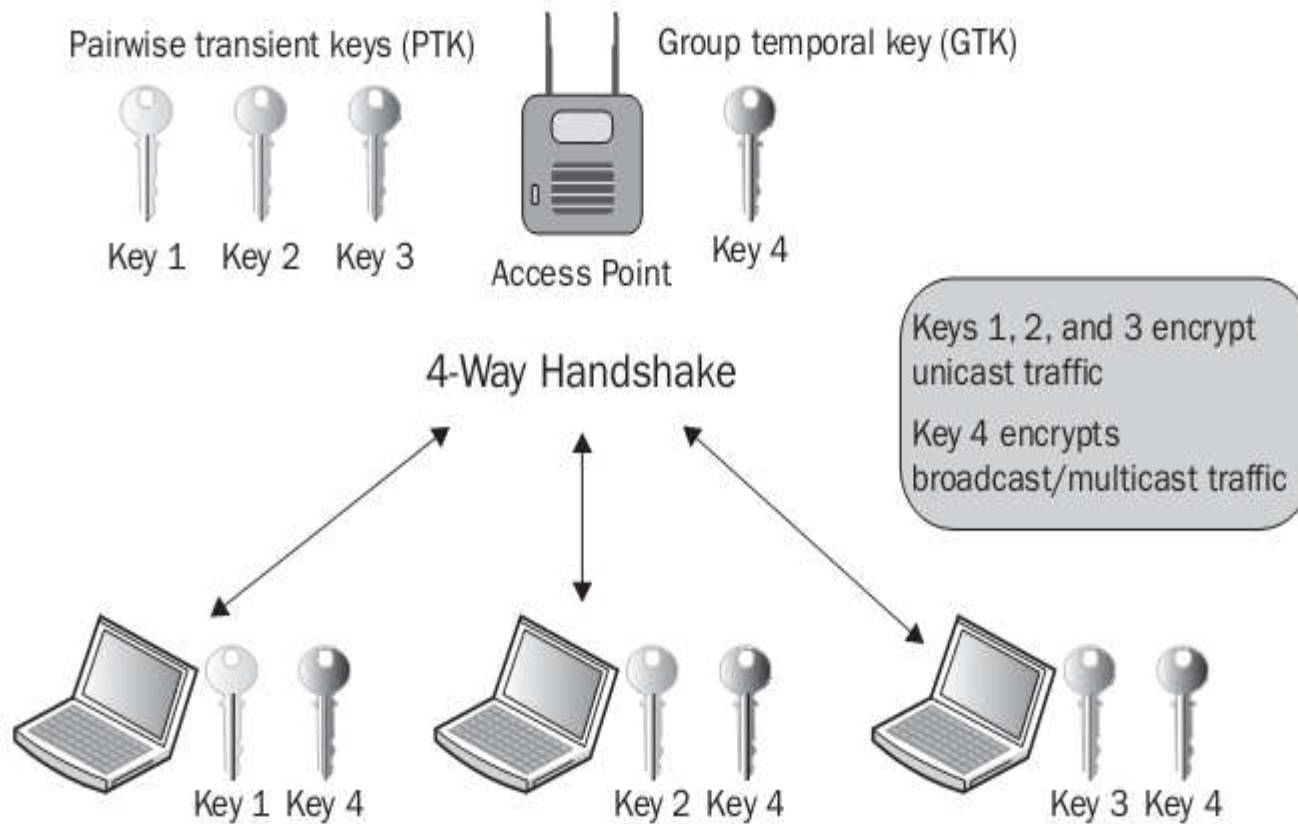 Pairwise transient keys (PTK)
Group temporal key (GTK)
Key 1
Key 2
Key 3
Key 4
Access Point
Keys 1, 2, and 3 encrypt
unicast traffic
Key 4 encrypts
broadcast/multicast traffic
4-Way Handshake
Key 1
Key 4
Key 2
Key 4
Key 3
Key 4